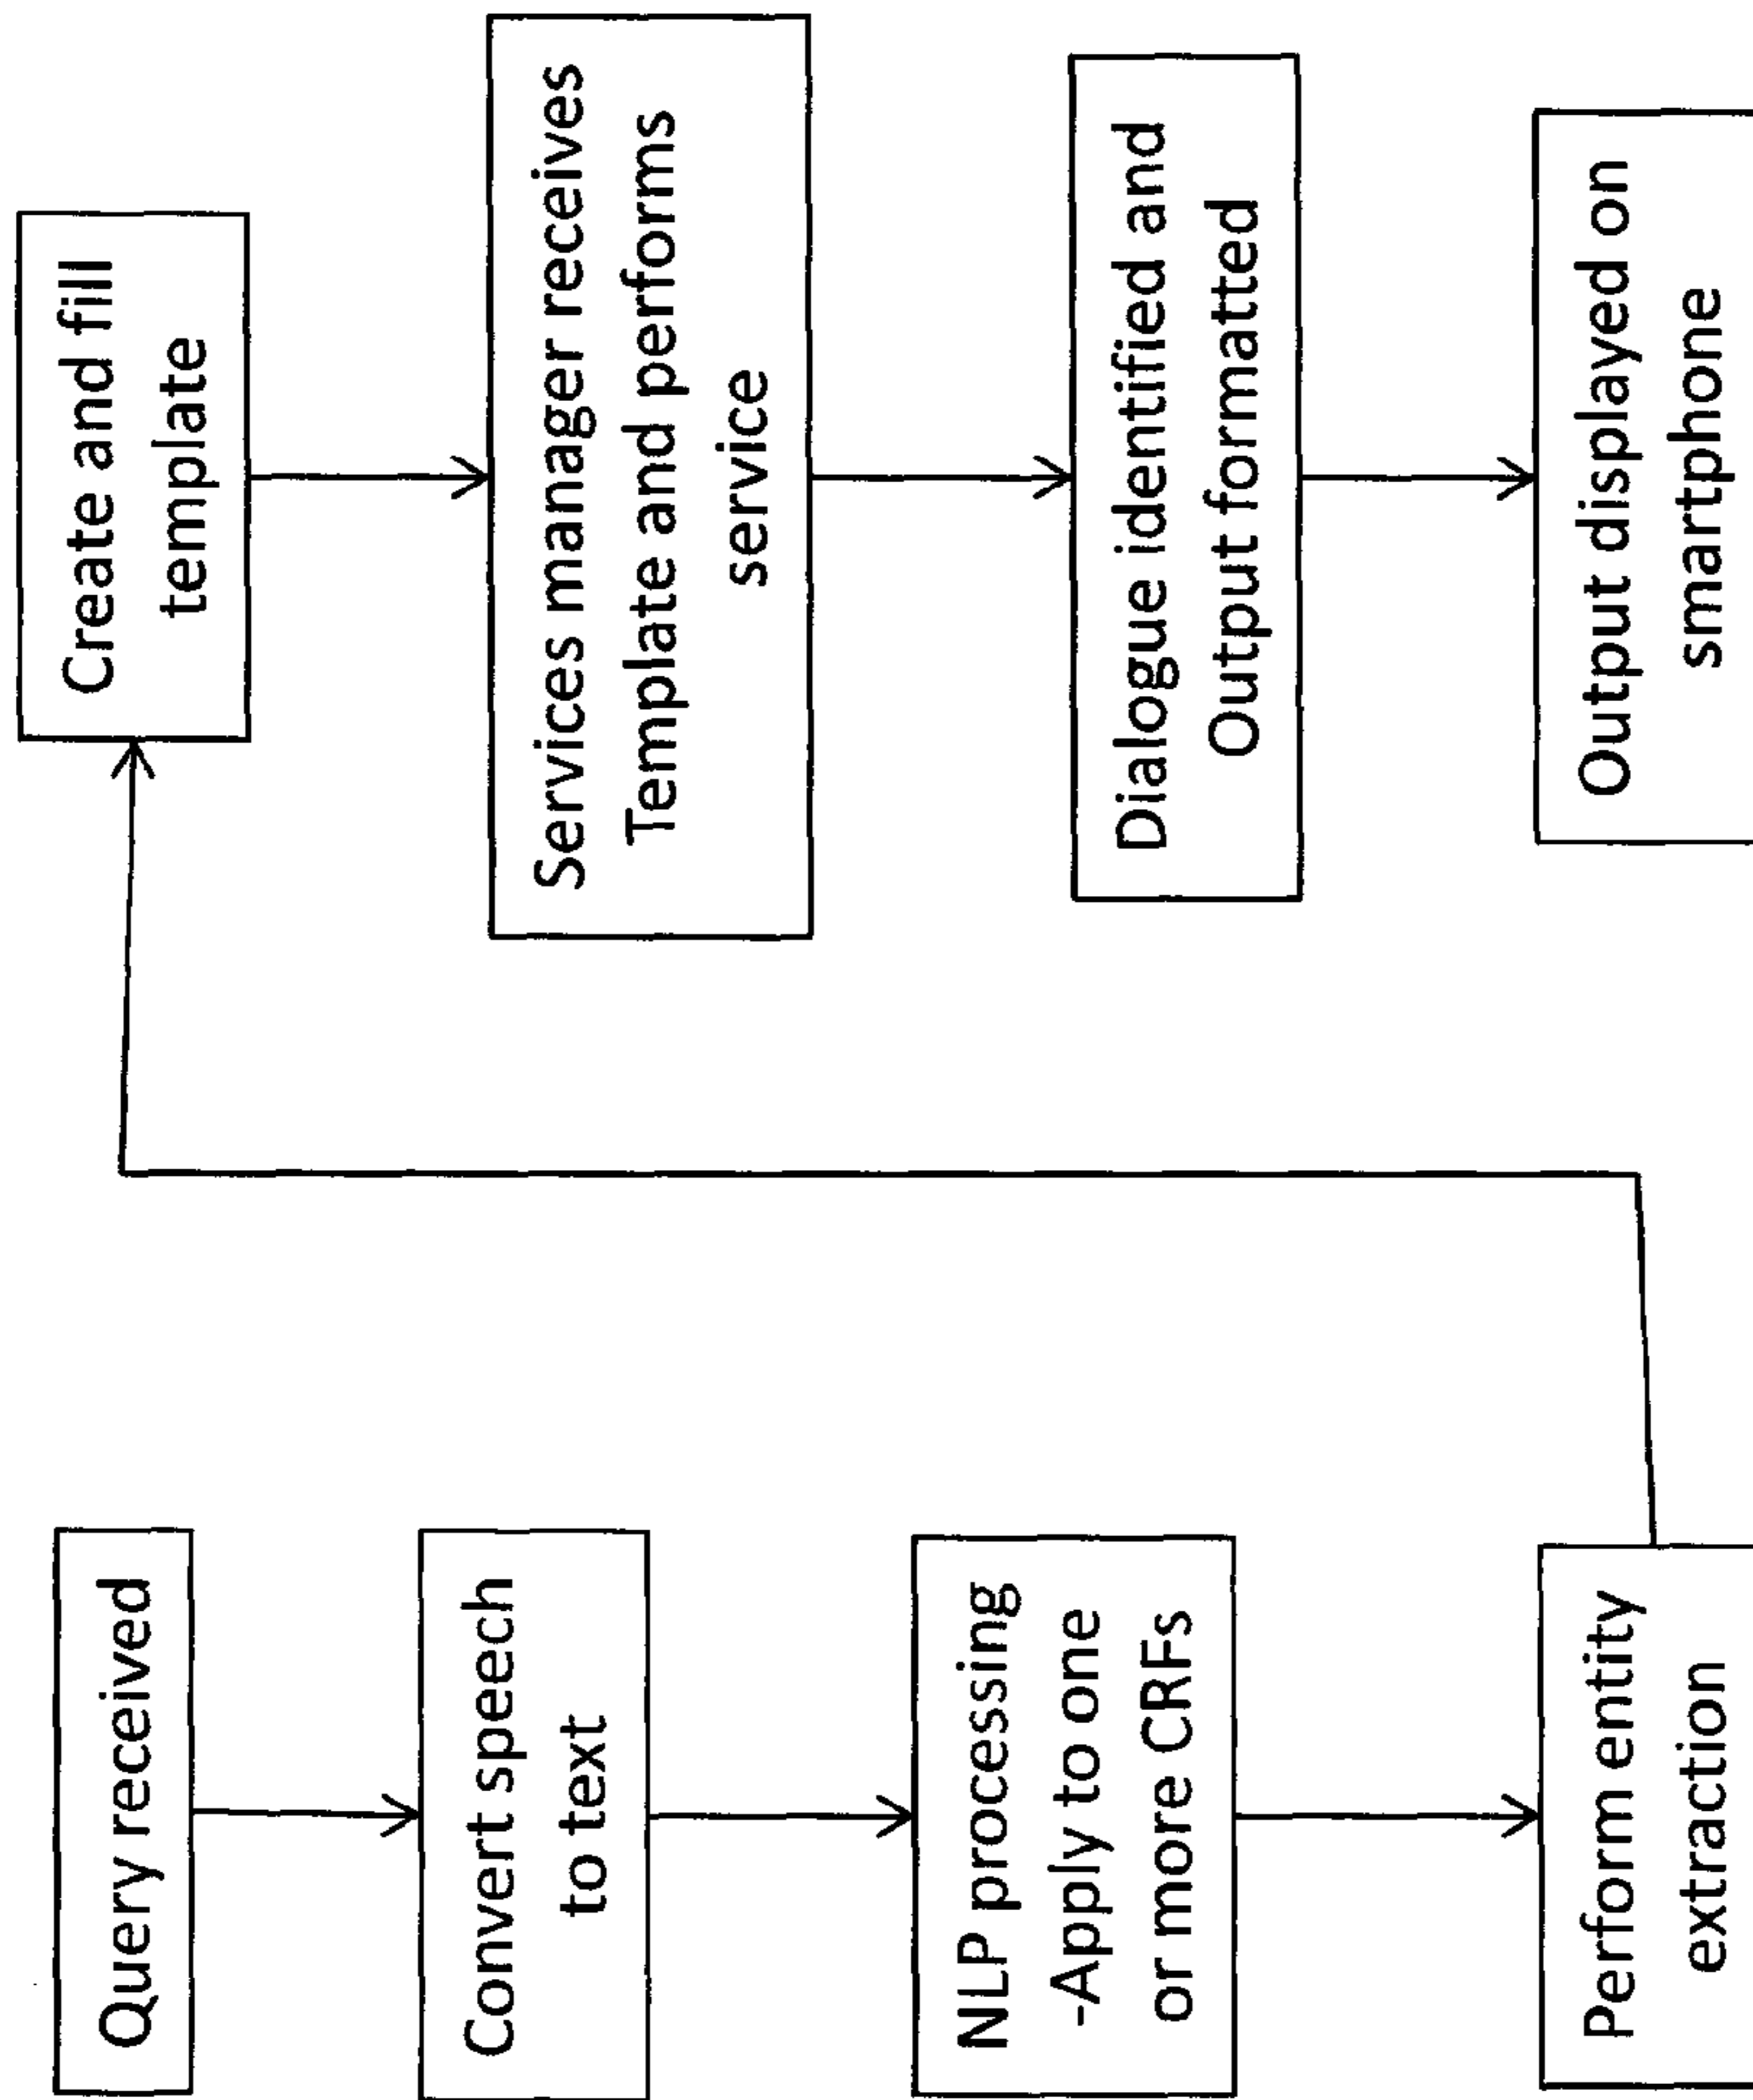 Query received
Convert speech
to text
NLP processing
-Apply to one
or more CRFs
Perform entity
extraction
Create and fill
template
Services manager receives
Template and performs
service
Dialogue identified and
Output formatted
Output displayed on
smartphone